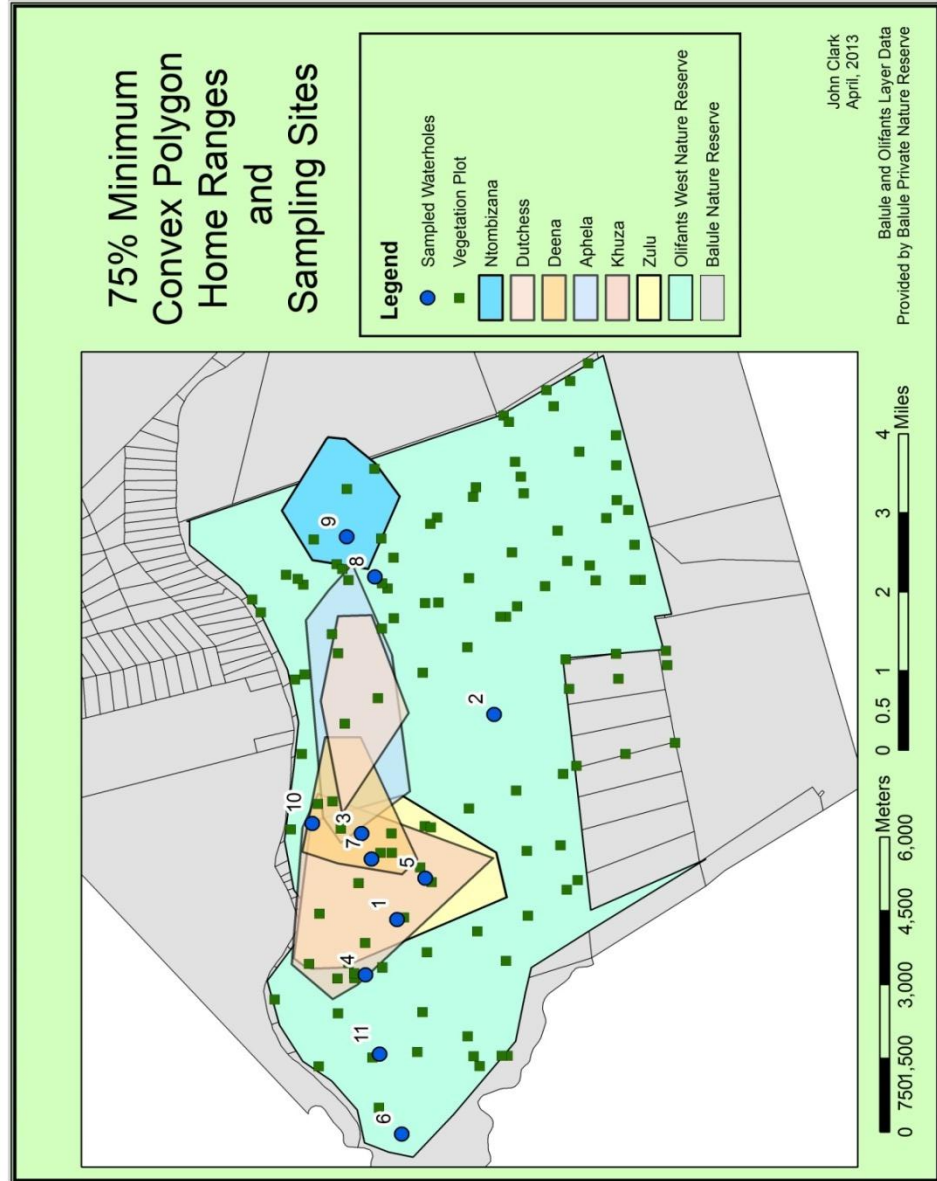 75% Minimum
Convex Polygon
Home Ranges
and
Sampling Sites
Legend
Sampled Waterholes
Vegetation Plot
Ntombizana
Dutchess
Deena
Aphela
Khuza
Zulu
Olifants West Nature Reserve
Balule Nature Reserve
John Clark
April, 2013
Balule and Olifants Layer Data
Provided by Balule Private Nature Reserve
6
11
4
1
5
7
3
10
2
8
9
0 750 1,500 3,000 4,500 6,000
Meters
0 0.5 1 2 3 4
Miles